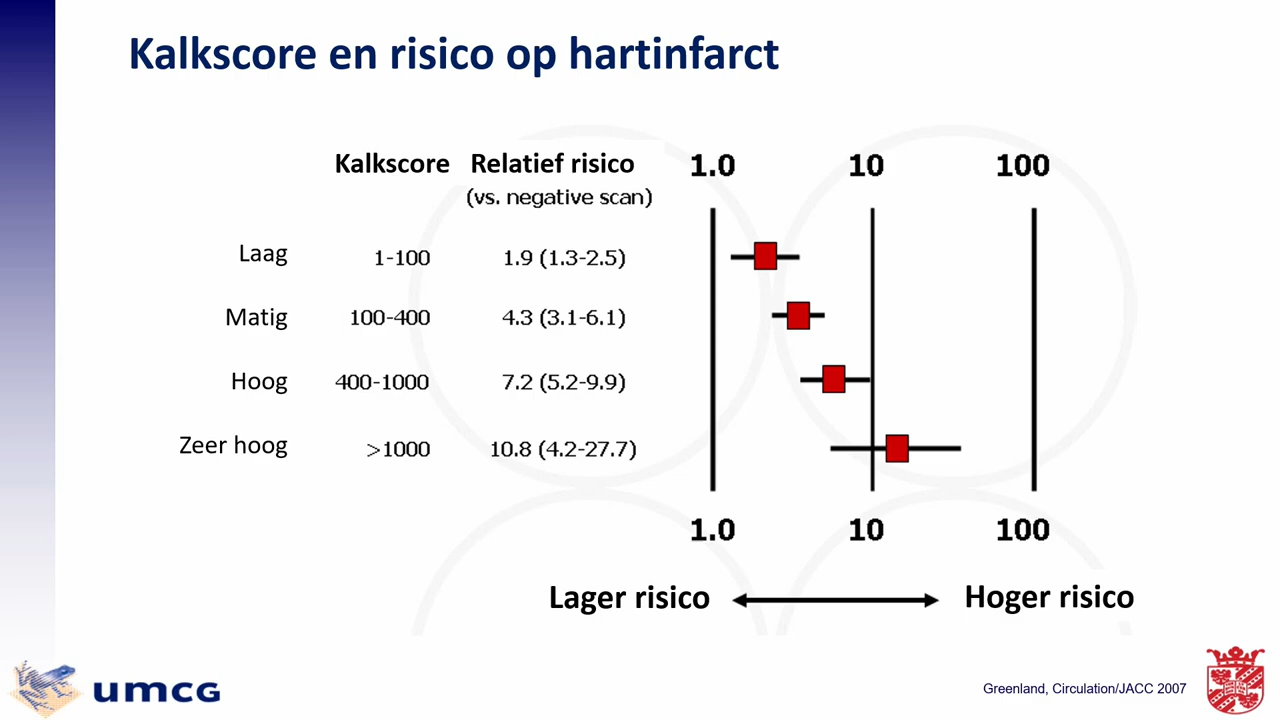 Kalkscore en risico op hartinfarct
Kalkscore Relatief risico 1.0 10 100
(vs. negative scan)
Laag 1-100 1.9 (1.3-2.5)
Matig 100-400 4.3 (3.1-6.1)
Hoog 400-1000 7.2 (5.2-9.9)
Zeer hoog >1000 10.8 (4.2-27.7)
1.0 10 100
Lager risico Hoger risico
umcg
Greenland, Circulation/JACC 2007